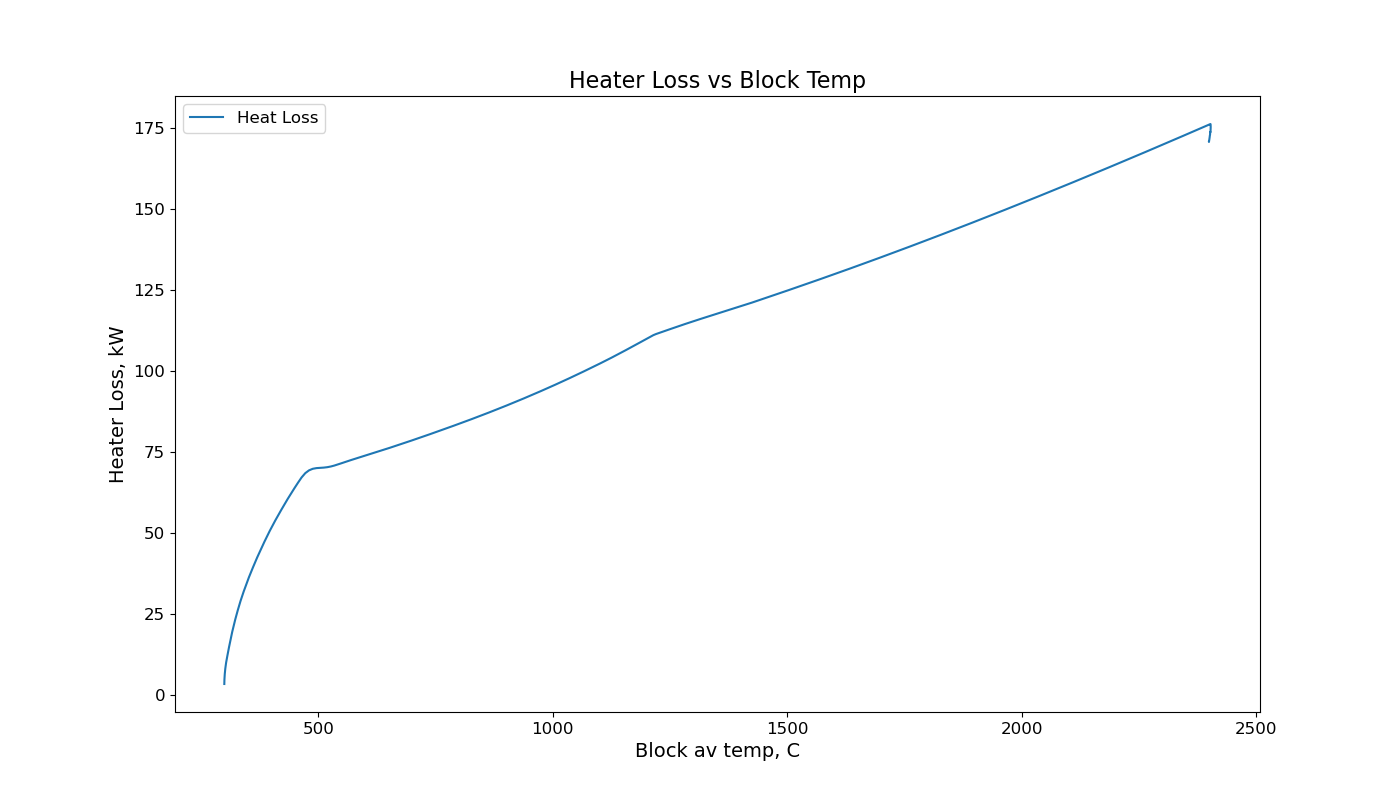 Heater Loss vs Block Temp
Heat Loss
175
150
125
100
75
50
25
0
Heater Loss, kW
500 1000 1500 2000 2500
Block av temp, C